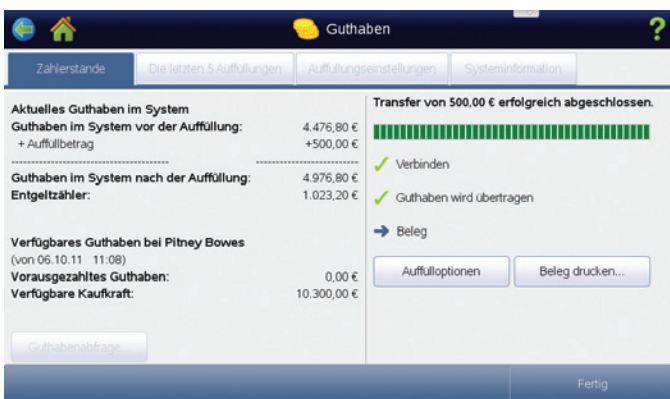 Guthaben
?
Zählerstände
Die letzten 5 Auffüllungen
Auffüllungseinstellungen
Systeminformation
Aktuelles Guthaben im System
Guthaben im System vor der Auffüllung: 4.476,80 €
+ Auffüllbetrag +500,00 €
Guthaben im System nach der Auffüllung: 4.976,80 €
Entgeltzähler: 1.023,20 €
Verfügbares Guthaben bei Pitney Bowes
(von 06.10.11 11:08)
Vorausgezahltes Guthaben: 0,00 €
Verfügbare Kaufkraft: 10.300,00 €
Guthabenabfrage...
Transfer von 500,00 € erfolgreich abgeschlossen.
Verbinden
Guthaben wird übertragen
Beleg
Auffülloptionen
Beleg drucken...
Fertig